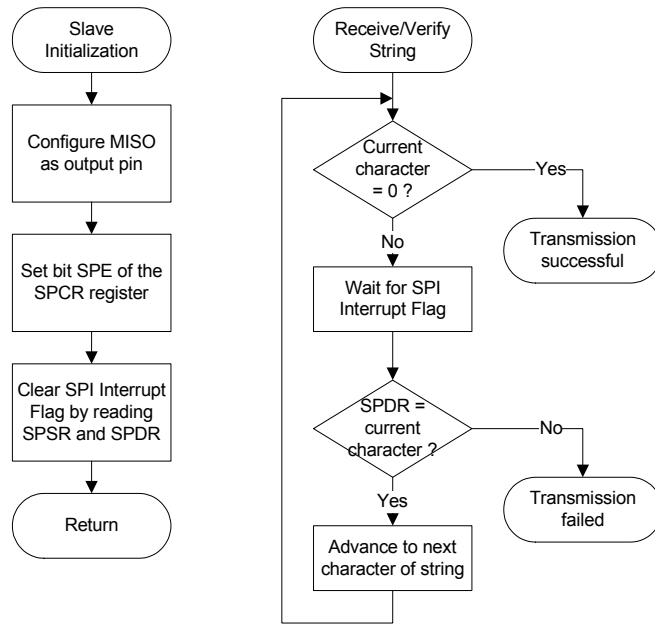 Slave
Initialization
Configure MISO
as output pin
Set bit SPE of the
SPCR register
Clear SPI Interrupt
Flag by reading
SPSR and SPDR
Return
Receive/Verify
String
Current
character
= 0 ?
Yes
Transmission
successful
No
Wait for SPI
Interrupt Flag
SPDR =
current
character ?
No
Transmission
failed
Yes
Advance to next
character of string